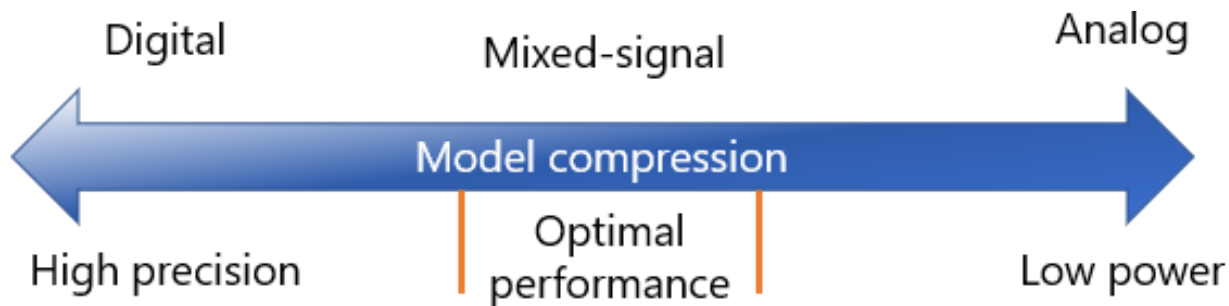 Digital
Mixed-signal
Analog
Model compression
High precision
Optimal
performance
Low power